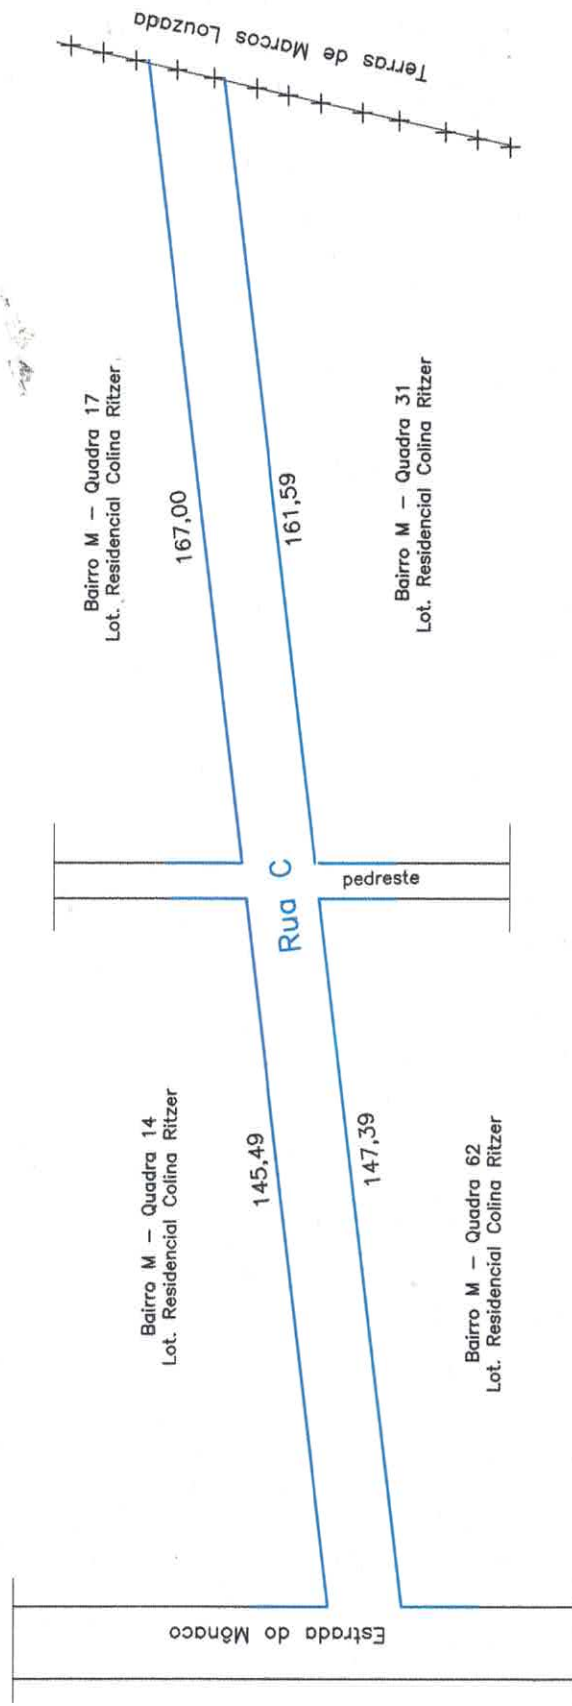 Terras de Marcos Louzada
Bairro M – Quadra 17
Lot. Residencial Colina Ritzer
167,00
161,59
Bairro M – Quadra 31
Lot. Residencial Colina Ritzer
Rua C
pedreste
Bairro M – Quadra 14
Lot. Residencial Colina Ritzer
145,49
147,39
Bairro M – Quadra 62
Lot. Residencial Colina Ritzer
Estrada do Mônaco